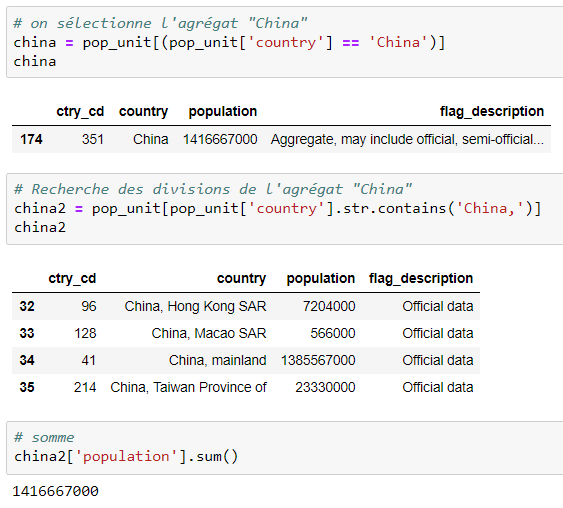 # on sélectionne l'agrégat "China"
china = pop_unit[(pop_unit['country'] == 'China')]
china
ctry_cd country population flag_description
174 351 China 1416667000 Aggregate, may include official, semi-official...
# Recherche des divisions de l'agrégat "China"
china2 = pop_unit[pop_unit['country'].str.contains('China,')]
china2
ctry_cd country population flag_description
32 96 China, Hong Kong SAR 7204000 Official data
33 128 China, Macao SAR 566000 Official data
34 41 China, mainland 1385567000 Official data
35 214 China, Taiwan Province of 23330000 Official data
# somme
china2['population'].sum()
1416667000